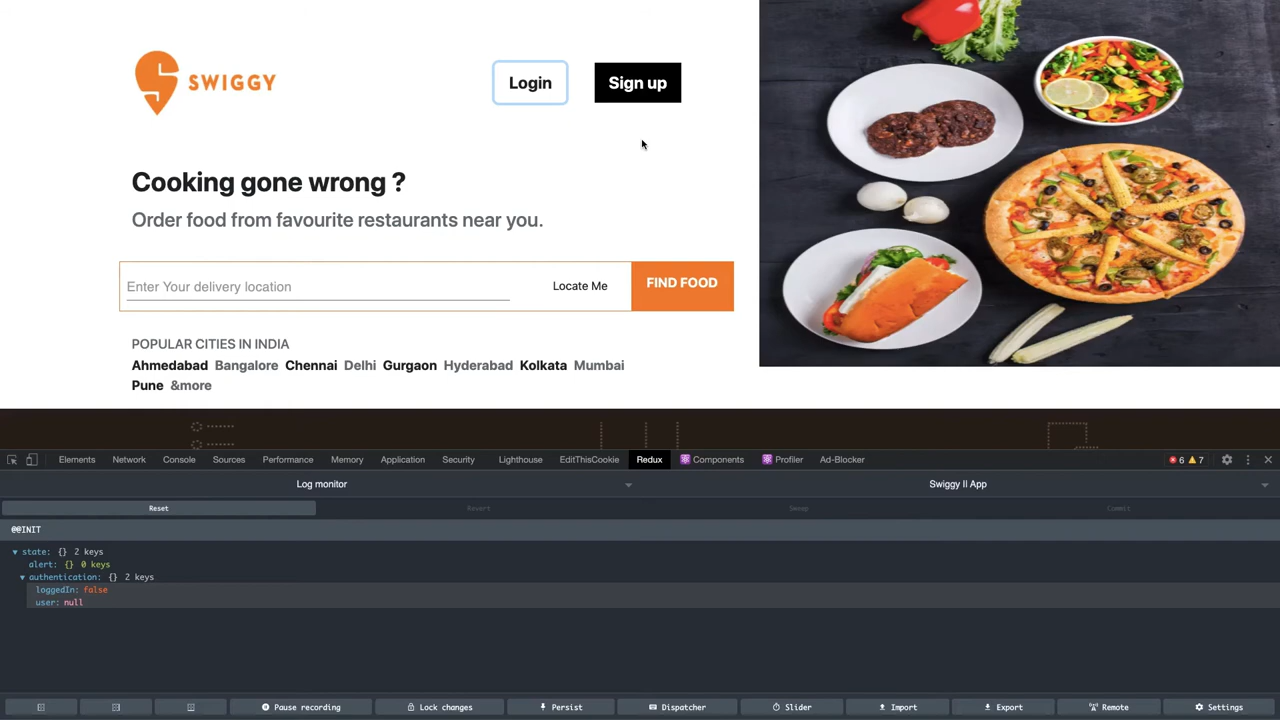 SWIGGY
Login
Sign up
Cooking gone wrong ?
Order food from favourite restaurants near you.
Enter Your delivery location
Locate Me
FIND FOOD
POPULAR CITIES IN INDIA
Ahmedabad Bangalore Chennai Delhi Gurgaon Hyderabad Kolkata Mumbai
Pune &more
Elements Network Console Sources Performance Memory Application Security Lighthouse EditThisCookie Redux Components Profiler Ad-Blocker 6 7
Log monitor
Swiggy II App
Reset Revert Sweep Commit
@@INIT
state: {} 2 keys
alert: {} 0 keys
authentication: {} 2 keys
loggedIn: false
user: null
Pause recording Lock changes Persist Dispatcher Slider Import Export Remote Settings